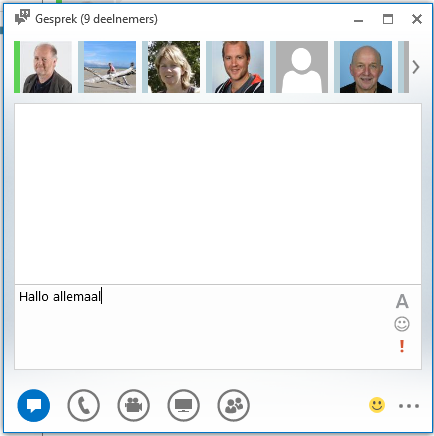 Gesprek (9 deelnemers)
Hallo allemaal
A
!